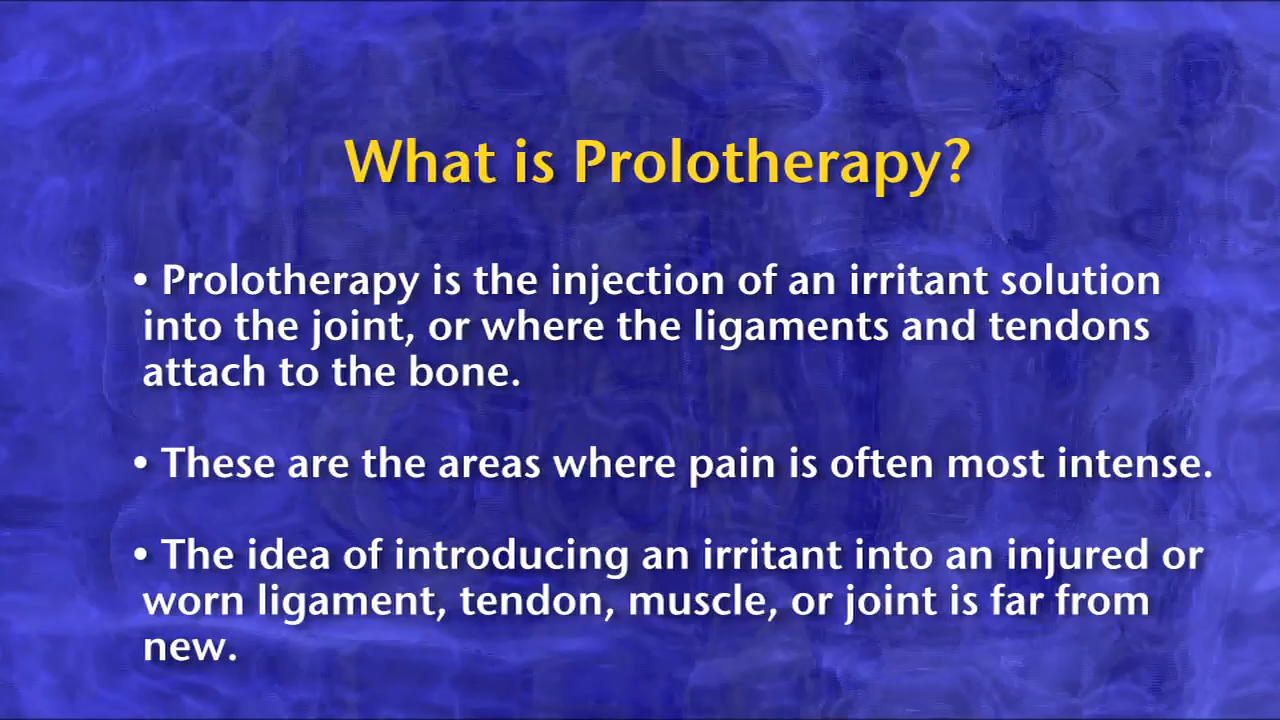 What is Prolotherapy?
• Prolotherapy is the injection of an irritant solution
into the joint, or where the ligaments and tendons
attach to the bone.
• These are the areas where pain is often most intense.
• The idea of introducing an irritant into an injured or
worn ligament, tendon, muscle, or joint is far from
new.